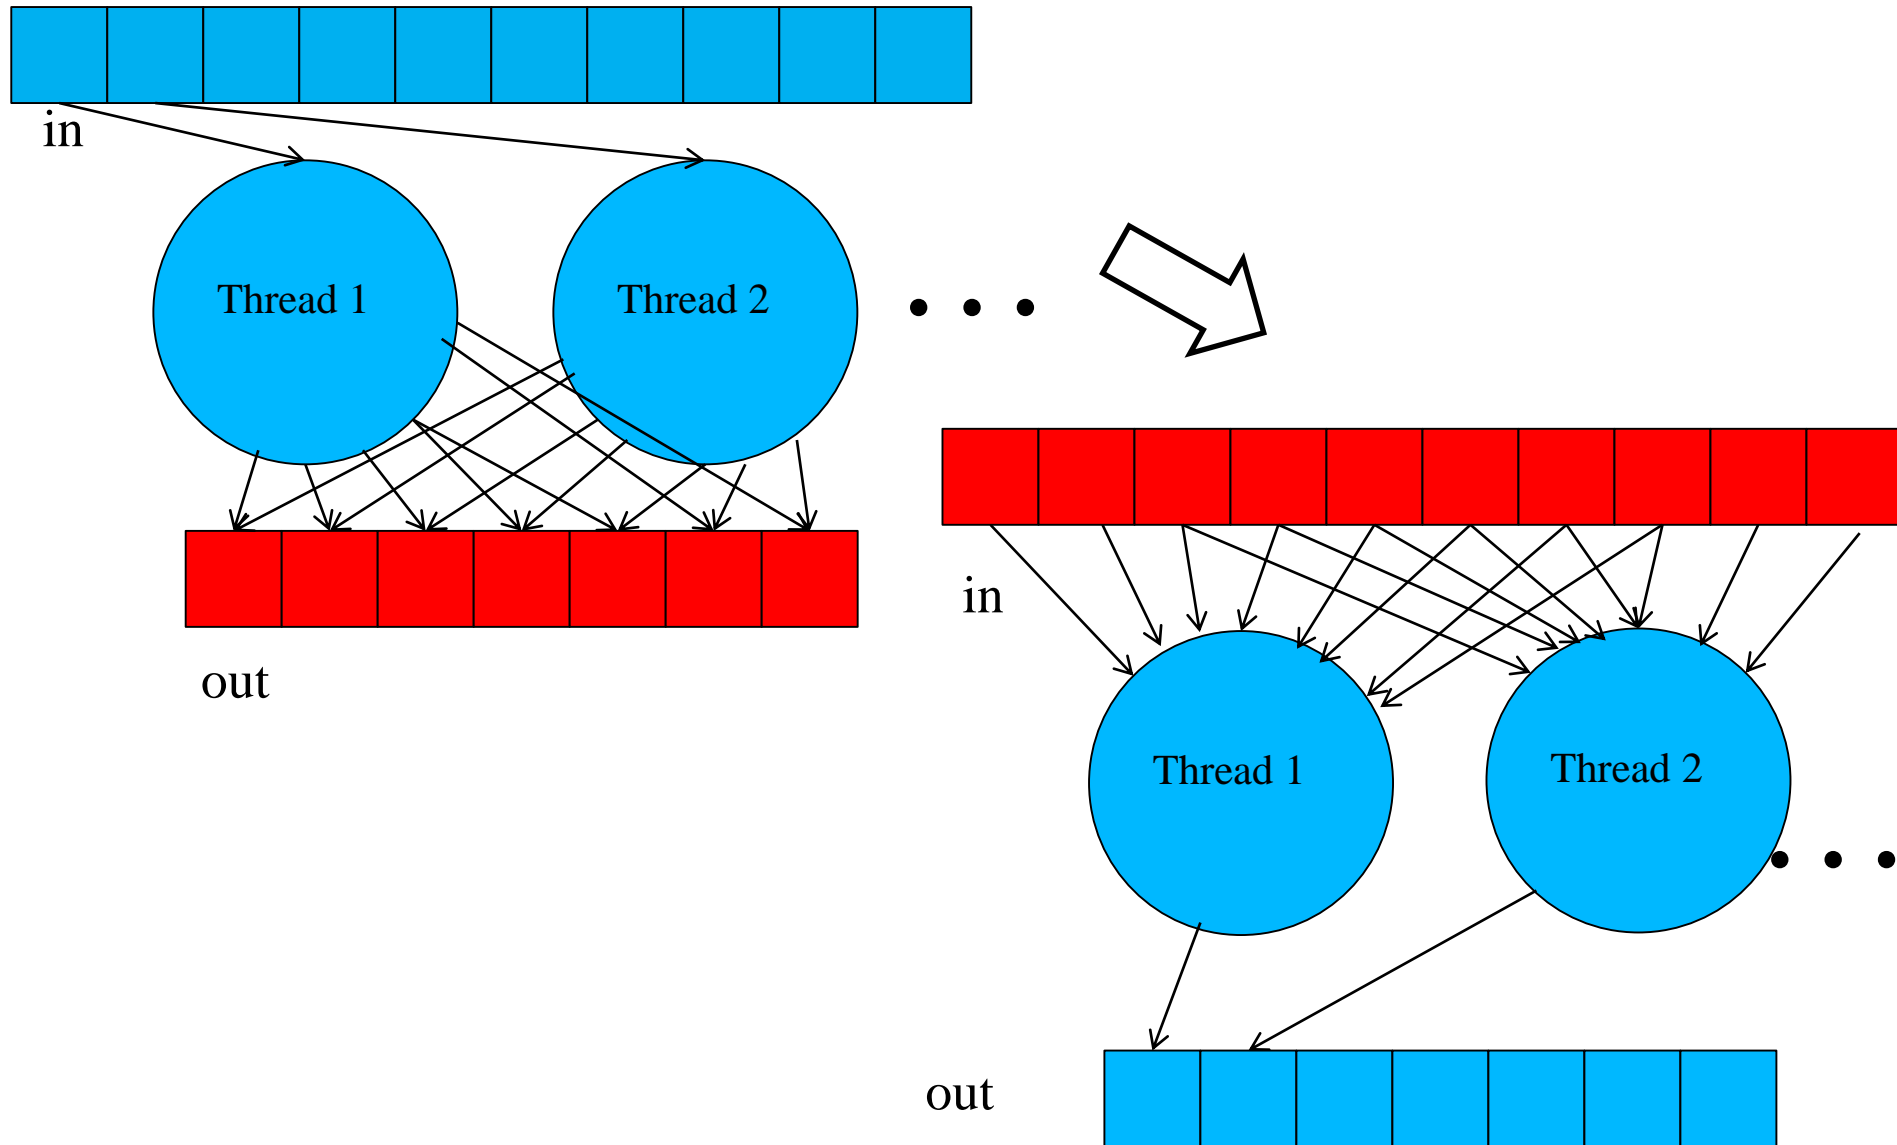 in
Thread 1
Thread 2
• • •
out
in
Thread 1
Thread 2
• • •
out